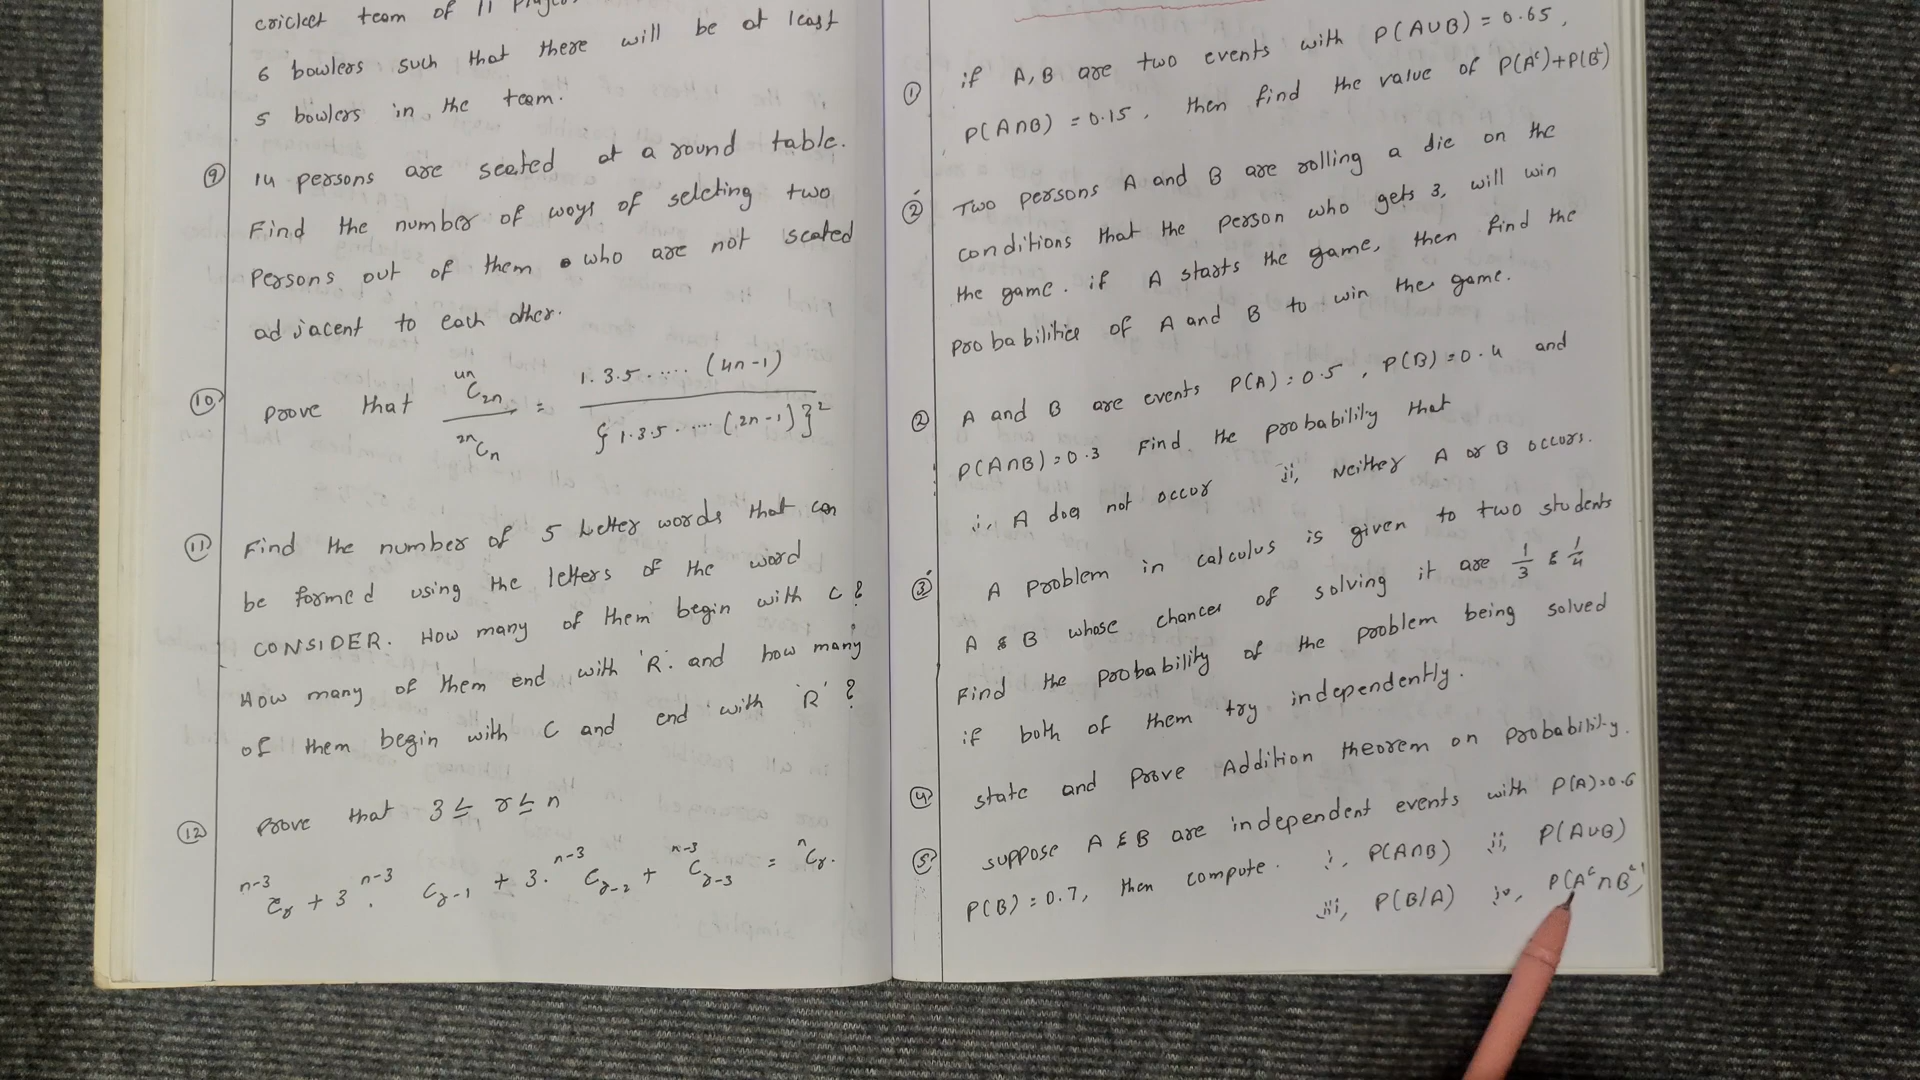 cricket team of 11
6 bowlers such that there will be at least
5 bowlers in the team.
⑨ 14 persons are seated at a round table.
Find the number of ways of selcting two
Persons out of them who are not seated
adjacent to each other.
⑩ Prove that ⁴ⁿC₂ₙ / ²ⁿCₙ = 1.3.5..... (4n-1) / {1.3.5..... (2n-1)}²
⑪ Find the number of 5 letter words that can
be formed using the letters of the word
CONSIDER. How many of them begin with C?
How many of them end with 'R'. and how many
of them begin with C and end with 'R'?
⑫ Prove that 3 ≤ r ≤ n
ⁿ⁻³Cᵣ + 3. ⁿ⁻³Cᵣ₋₁ + 3. ⁿ⁻³Cᵣ₋₂ + ⁿ⁻³Cᵣ₋₃ = ⁿCᵣ.
① if A, B are two events with P(A∪B) = 0.65,
P(A∩B) = 0.15, then find the value of P(Aᶜ)+P(Bᶜ)
② Two persons A and B are rolling a die on the
conditions that the person who gets 3, will win
the game. if A starts the game, then find the
probabilities of A and B to win the game.
② A and B are events P(A) = 0.5, P(B) = 0.4 and
P(A∩B) = 0.3 Find the probability that
i, A does not occur ii, Neither A or B occurs.
③ A problem in calculus is given to two students
A & B whose chances of solving it are 1/3 & 1/4
Find the probability of the problem being solved
if both of them try independently.
④ state and Prove Addition theorem on Probability.
⑤ suppose A & B are independent events with P(A)=0.6
P(B) = 0.7, then compute. i, P(A∩B) ii, P(A∪B)
iii, P(B/A) iv, P(Aᶜ∩Bᶜ)